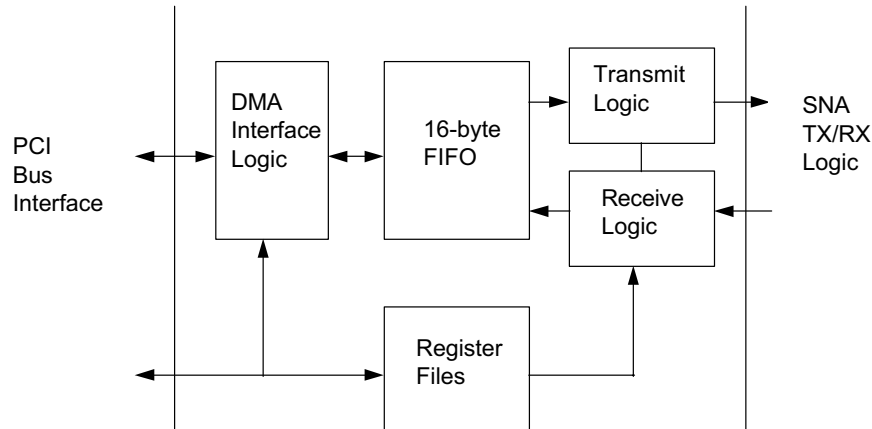 PCI
Bus
Interface
DMA
Interface
Logic
16-byte
FIFO
Transmit
Logic
Receive
Logic
SNA
TX/RX
Logic
Register
Files